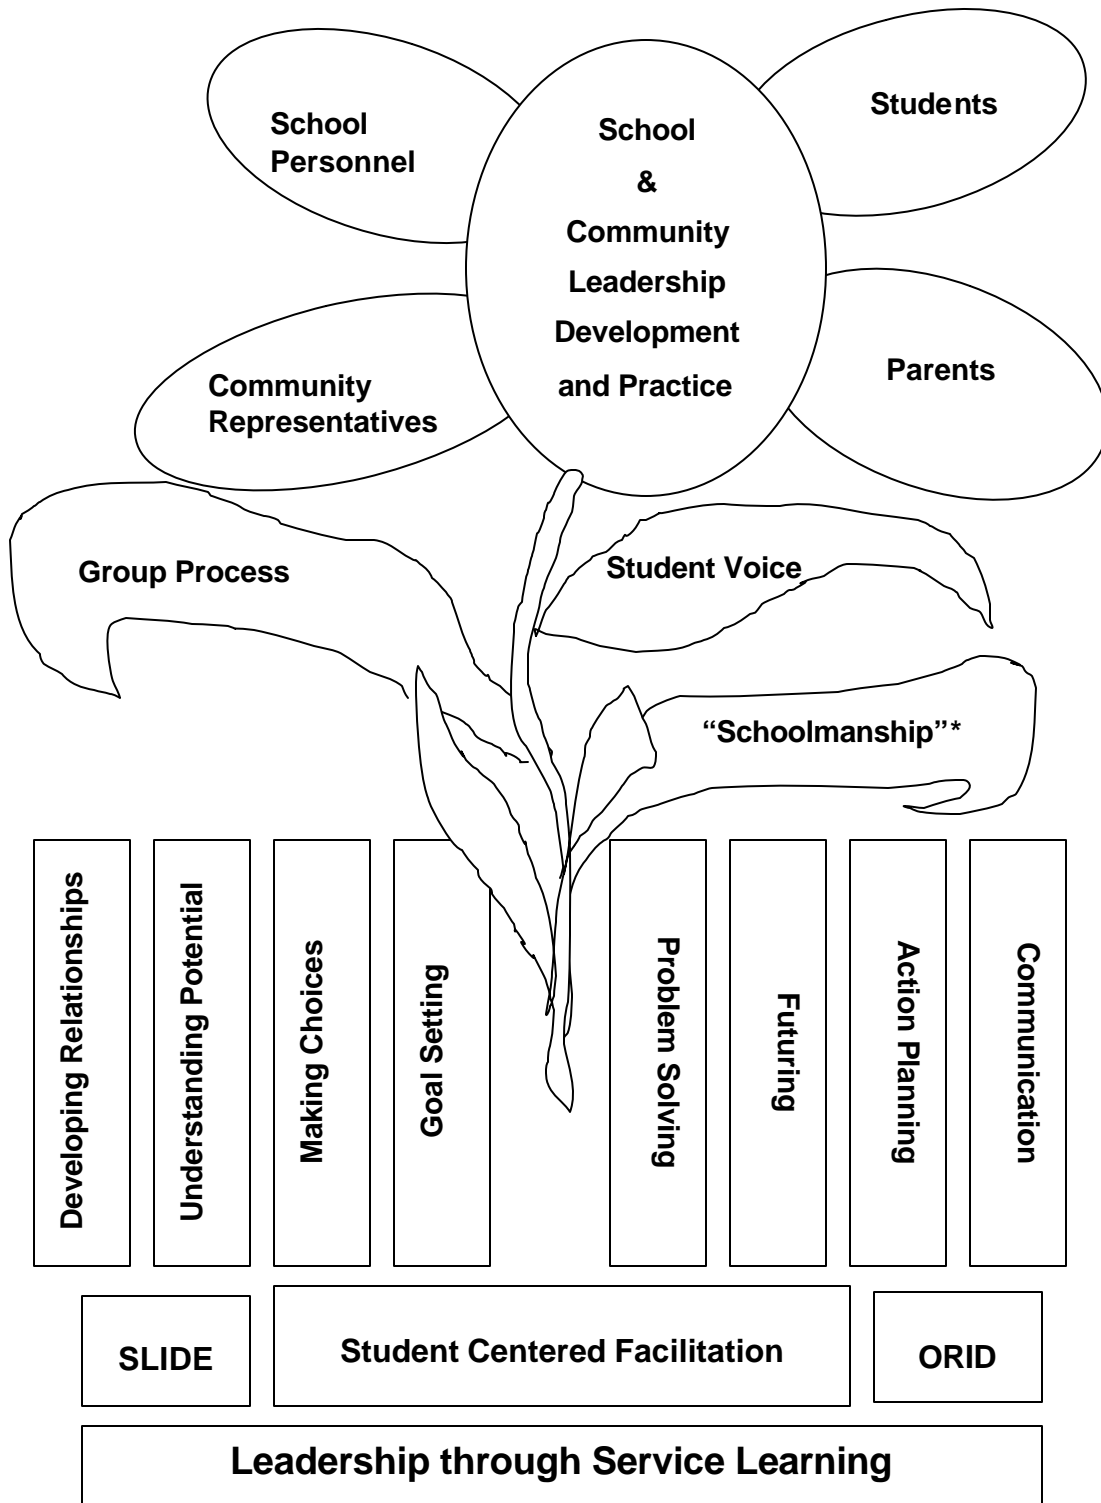 School
Personnel
School
&
Community
Leadership
Development
and Practice
Students
Community
Representatives
Parents
Group Process
Student Voice
“Schoolmanship”*
Developing Relationships
Understanding Potential
Making Choices
Goal Setting
Problem Solving
Futuring
Action Planning
Communication
SLIDE
Student Centered Facilitation
ORID
Leadership through Service Learning